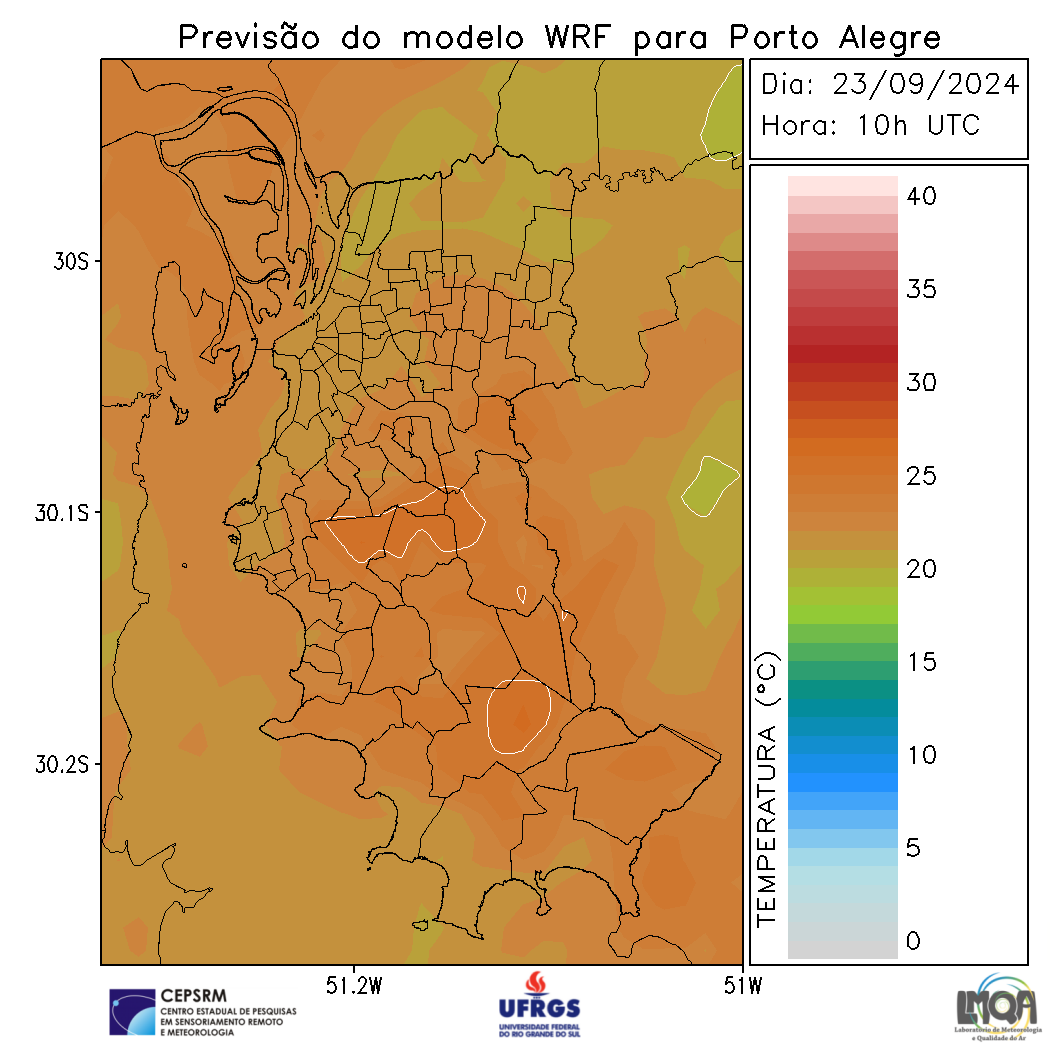 Previsão do modelo WRF para Porto Alegre
Dia: 23/09/2024
Hora: 10h UTC
40
35
30
25
20
15
10
5
0
TEMPERATURA (°C)
30S
30.1S
30.2S
51.2W
51W
CEPSRM
CENTRO ESTADUAL DE PESQUISAS
EM SENSORIAMENTO REMOTO
E METEOROLOGIA
UFRGS
UNIVERSIDADE FEDERAL
DO RIO GRANDE DO SUL
LMQA
Laboratório de Meteorologia
e Qualidade do Ar